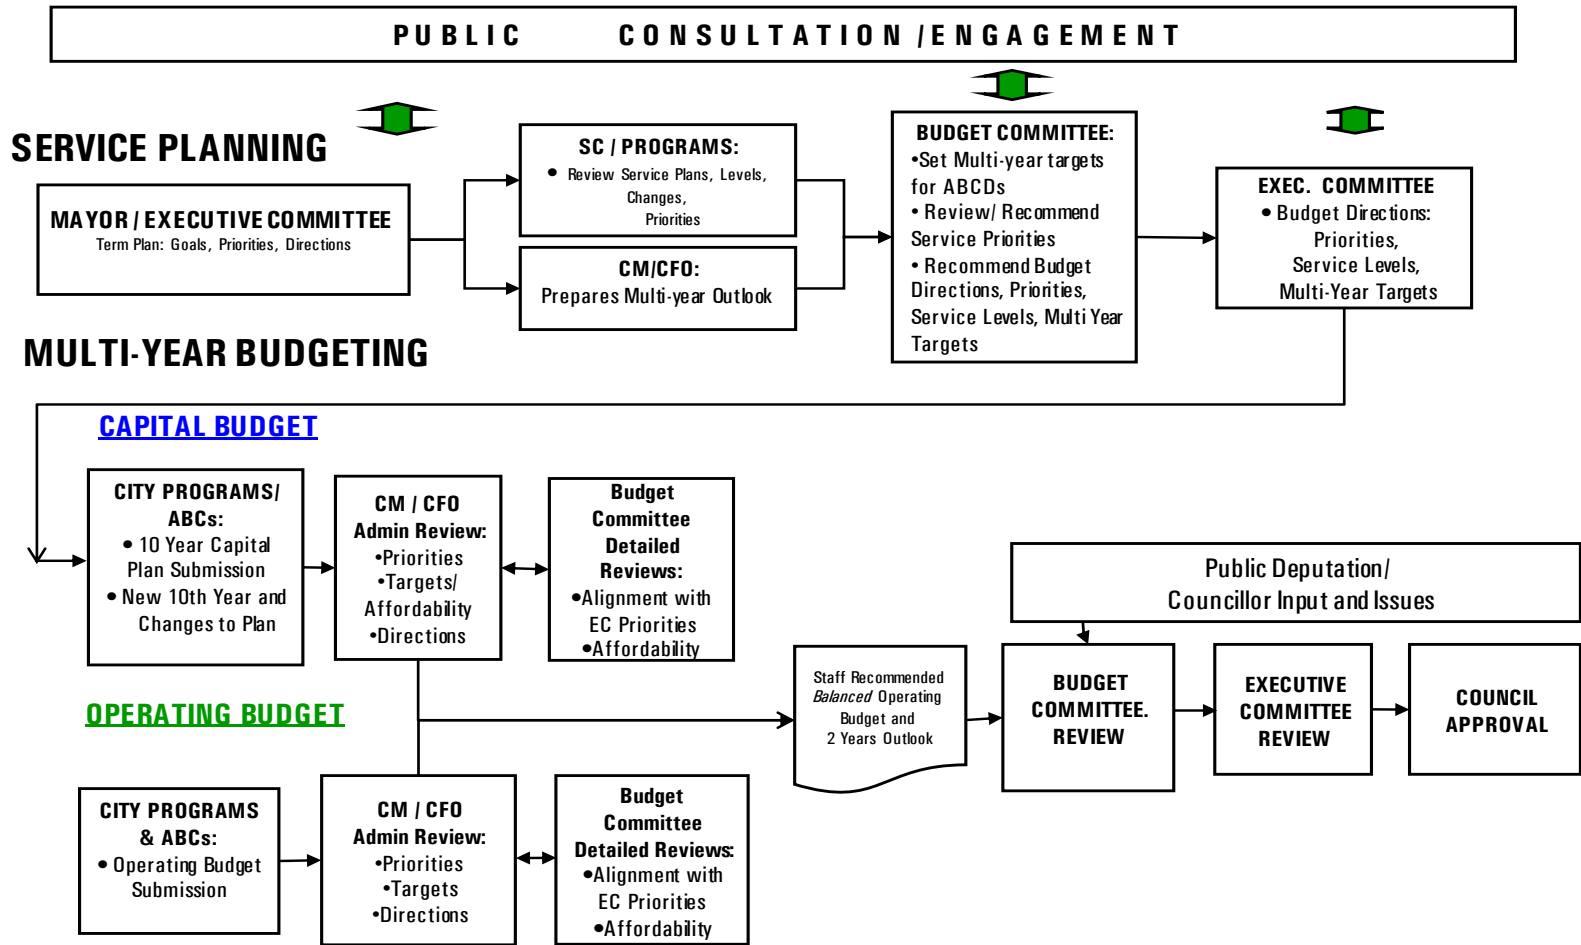 PUBLIC CONSULTATION /ENGAGEMENT
SERVICE PLANNING
MAYOR / EXECUTIVE COMMITTEE
Term Plan: Goals, Priorities, Directions
SC / PROGRAMS:
• Review Service Plans, Levels,
Changes,
Priorities
CM/CFO:
Prepares Multi-year Outlook
BUDGET COMMITTEE:
•Set Multi-year targets
for ABCDs
• Review/ Recommend
Service Priorities
• Recommend Budget
Directions, Priorities,
Service Levels, Multi Year
Targets
EXEC. COMMITTEE
• Budget Directions:
Priorities,
Service Levels,
Multi-Year Targets
MULTI-YEAR BUDGETING
CAPITAL BUDGET
CITY PROGRAMS/
ABCs:
• 10 Year Capital
Plan Submission
• New 10th Year and
Changes to Plan
CM / CFO
Admin Review:
•Priorities
•Targets/
Affordability
•Directions
Budget
Committee
Detailed
Reviews:
•Alignment with
EC Priorities
•Affordability
Public Deputation/
Councillor Input and Issues
Staff Recommended
Balanced Operating
Budget and
2 Years Outlook
BUDGET
COMMITTEE.
REVIEW
EXECUTIVE
COMMITTEE
REVIEW
COUNCIL
APPROVAL
OPERATING BUDGET
CITY PROGRAMS
& ABCs:
• Operating Budget
Submission
CM / CFO
Admin Review:
•Priorities
•Targets
•Directions
Budget
Committee
Detailed Reviews:
•Alignment with
EC Priorities
•Affordability